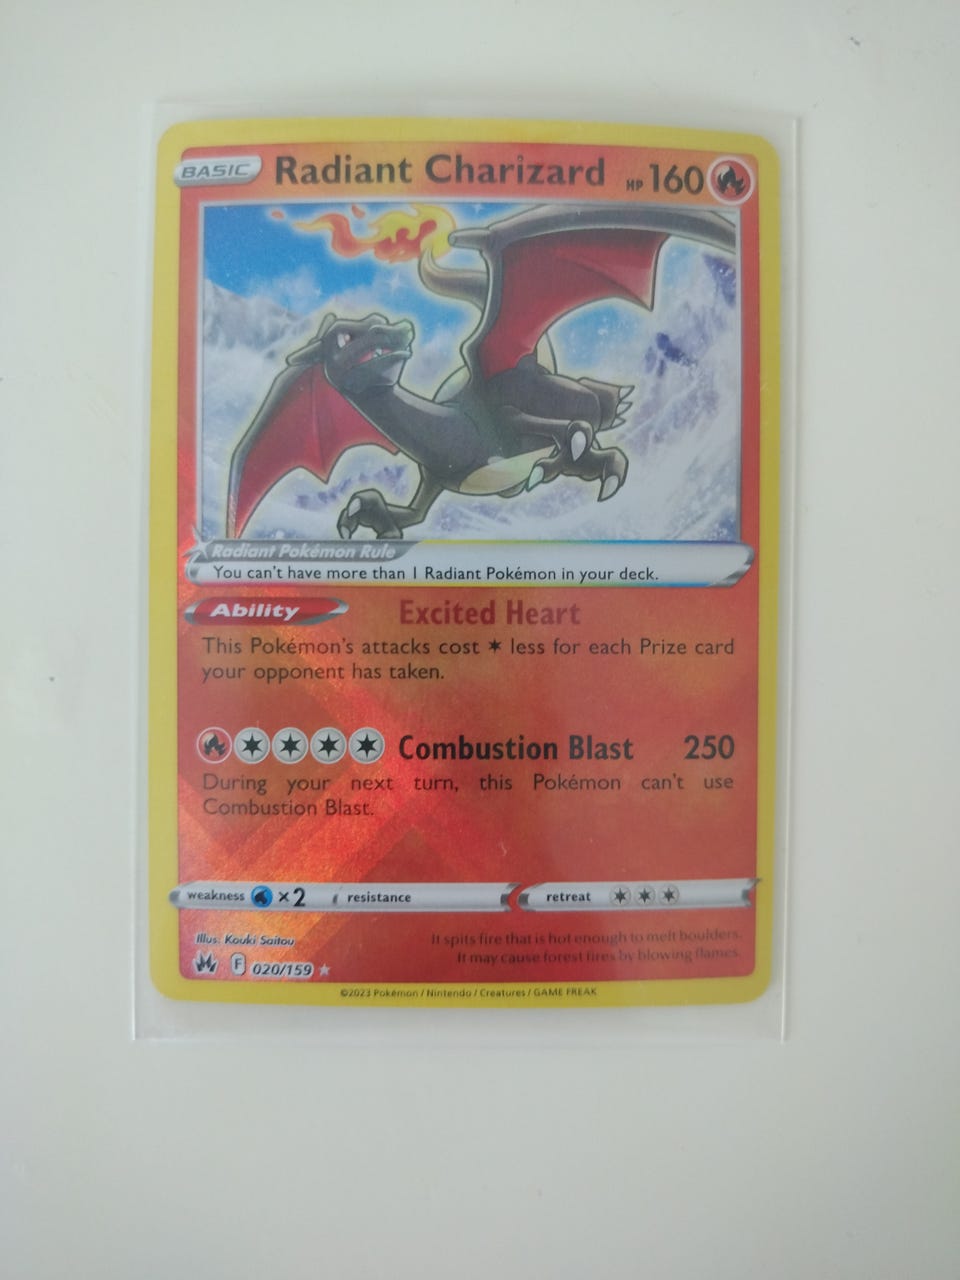 BASIC Radiant Charizard HP 160
Radiant Pokémon Rule
You can't have more than 1 Radiant Pokémon in your deck.
Ability Excited Heart
This Pokémon's attacks cost ✶ less for each Prize card
your opponent has taken.
Combustion Blast 250
During your next turn, this Pokémon can't use
Combustion Blast.
weakness ×2 resistance retreat
Illus. Kouki Saitou
It spits fire that is hot enough to melt boulders.
It may cause forest fires by blowing flames.
F 020/159 ★
©2023 Pokémon / Nintendo / Creatures / GAME FREAK